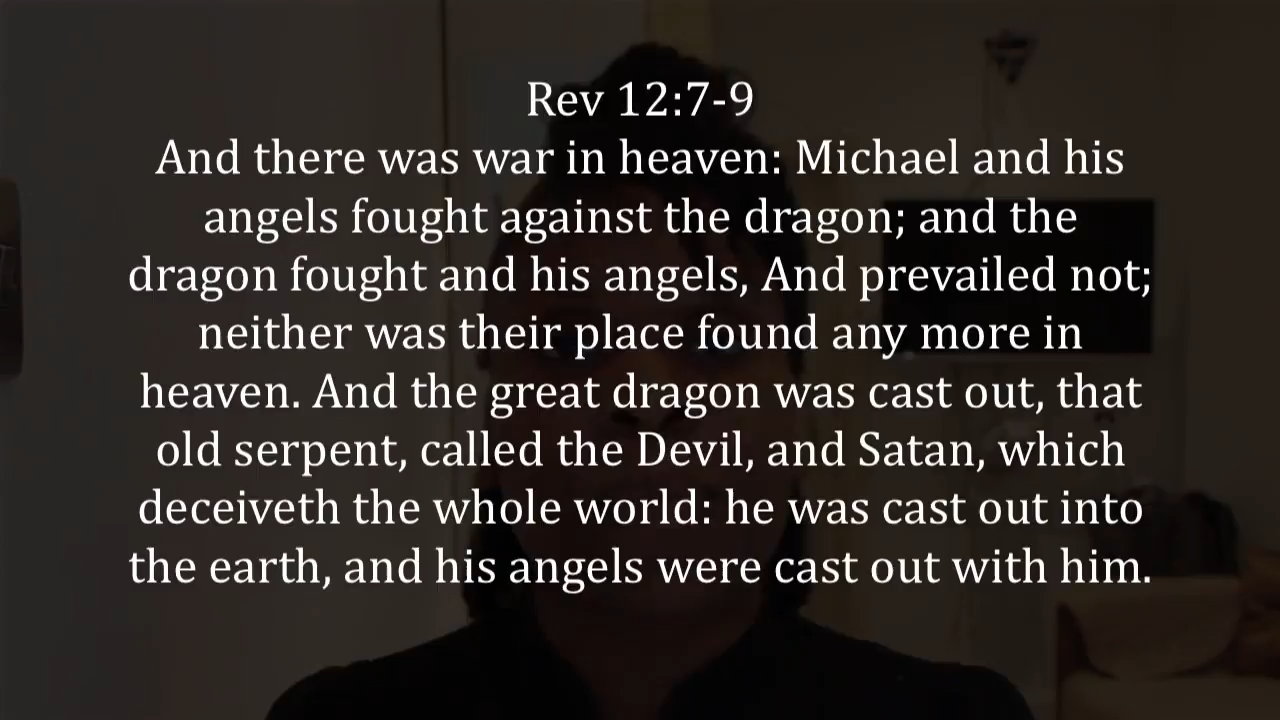 Rev 12:7-9
And there was war in heaven: Michael and his
angels fought against the dragon; and the
dragon fought and his angels, And prevailed not;
neither was their place found any more in
heaven. And the great dragon was cast out, that
old serpent, called the Devil, and Satan, which
deceiveth the whole world: he was cast out into
the earth, and his angels were cast out with him.